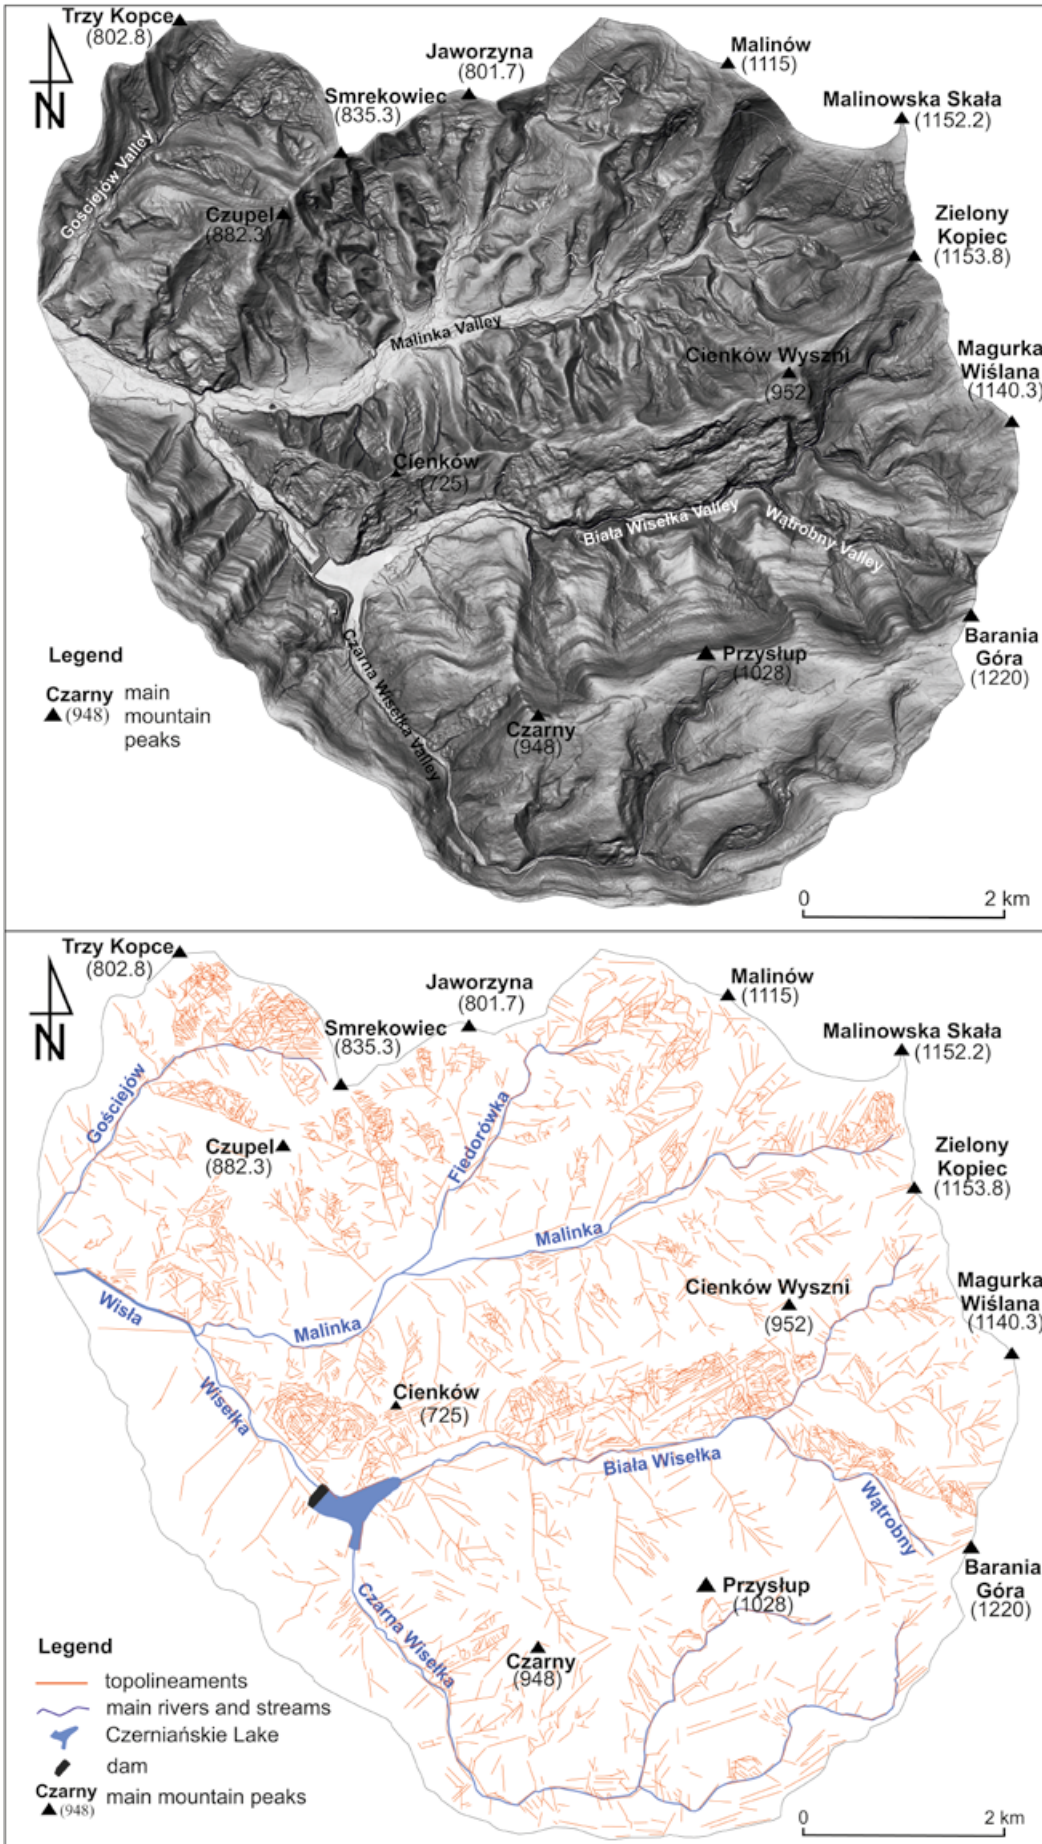 Trzy Kopce
(802.8)
Jaworzyna
(801.7)
Malinów
(1115)
Smrekowiec
(835.3)
Malinowska Skała
(1152.2)
N
Gościejów Valley
Czupel
(882.3)
Zielony
Kopiec
(1153.8)
Malinka Valley
Cienków Wyszni
(952)
Magurka
Wiślana
(1140.3)
Cienków
(725)
Biała Wisełka Valley
Wątrobny Valley
Czarna Wisełka Valley
Barania
Góra
(1220)
Przysłup
(1028)
Czarny
(948)
Legend
Czarny
(948)
main
mountain
peaks
0 2 km
Trzy Kopce
(802.8)
Jaworzyna
(801.7)
Malinów
(1115)
Smrekowiec
(835.3)
Malinowska Skała
(1152.2)
N
Gościejów
Czupel
(882.3)
Fiedorówka
Zielony
Kopiec
(1153.8)
Malinka
Cienków Wyszni
(952)
Magurka
Wiślana
(1140.3)
Wisła
Malinka
Wisełka
Cienków
(725)
Biała Wisełka
Wątrobny
Barania
Góra
(1220)
Przysłup
(1028)
Czarna Wisełka
Czarny
(948)
Legend
topolineaments
main rivers and streams
Czerniańskie Lake
dam
Czarny
(948)
main mountain peaks
0 2 km